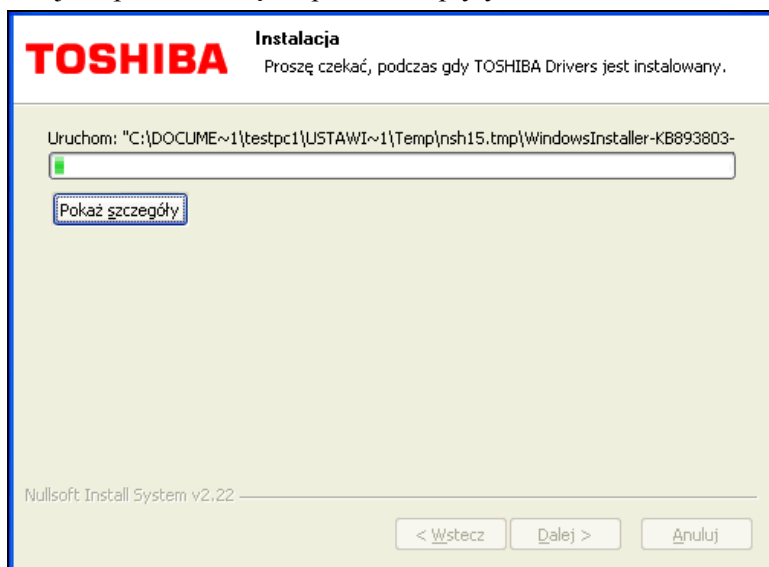 TOSHIBA
Instalacja
Proszę czekać, podczas gdy TOSHIBA Drivers jest instalowany.
Uruchom: "C:\DOCUME~1\testpc1\USTAWI~1\Temp\nsh15.tmp\WindowsInstaller-KB893803-
Pokaż szczegóły
Nullsoft Install System v2.22
< Wstecz
Dalej >
Anuluj